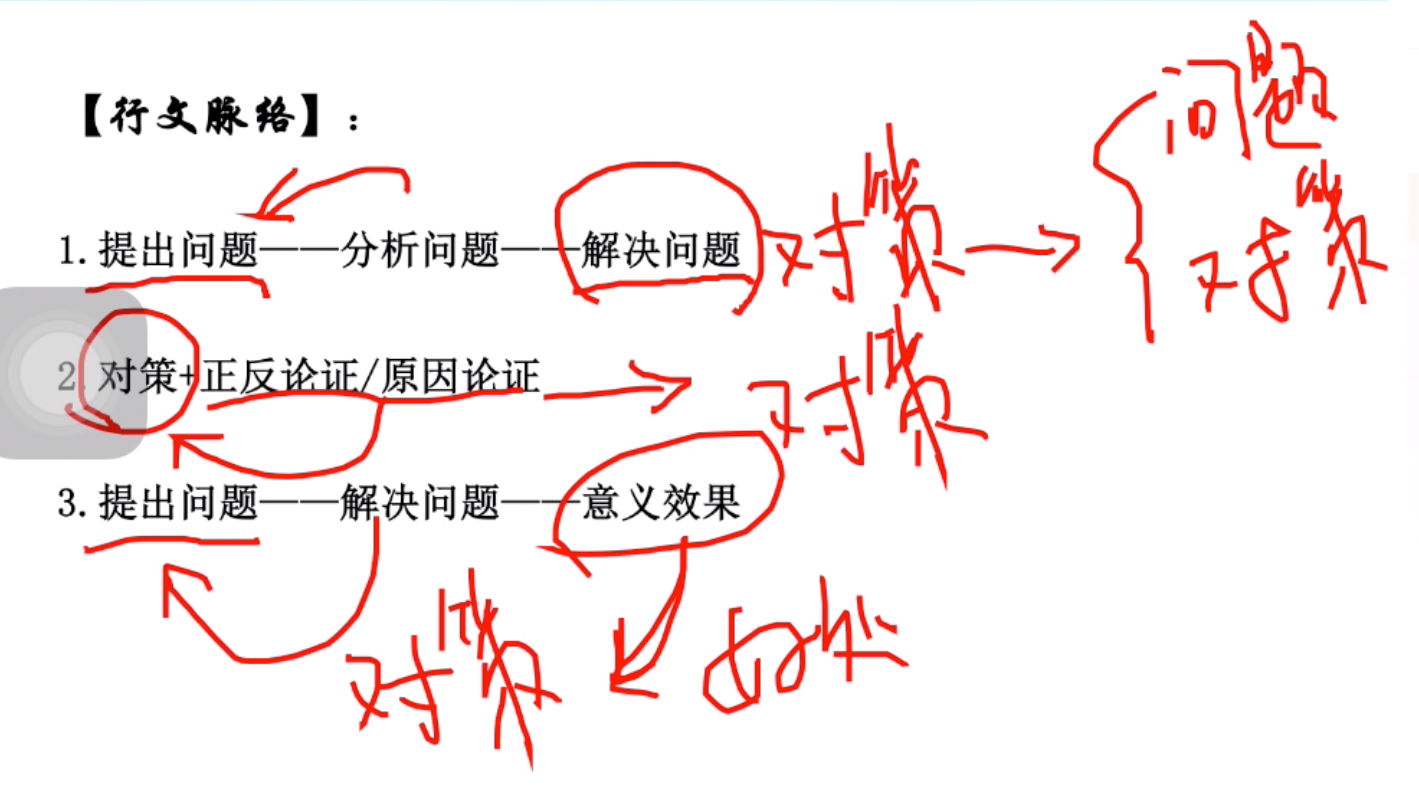 【行文脉络】：
问题
对策
1.提出问题——分析问题——解决问题 对策
2.对策+正反论证/原因论证 对策
3.提出问题——解决问题——意义效果
对策 好处